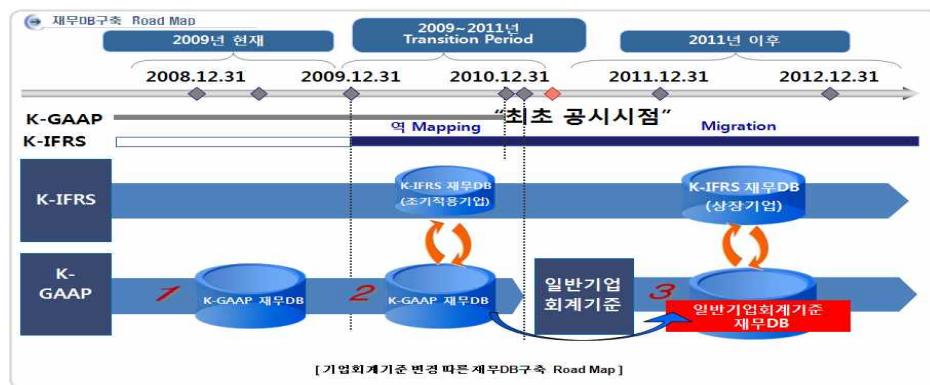 재무DB구축 Road Map
2009년 현재
2009~2011년
Transition Period
2011년 이후
2008.12.31
2009.12.31
2010.12.31
2011.12.31
2012.12.31
K-GAAP
"최초 공시시점"
K-IFRS
역 Mapping
Migration
K-IFRS
K-IFRS 재무DB
(조기적용기업)
K-IFRS 재무DB
(상장기업)
K-
GAAP
1
K-GAAP 재무DB
2
K-GAAP 재무DB
일반기업
회계기준
3
일반기업회계기준
재무DB
[ 기업회계기준 변경 따른 재무DB구축 Road Map ]